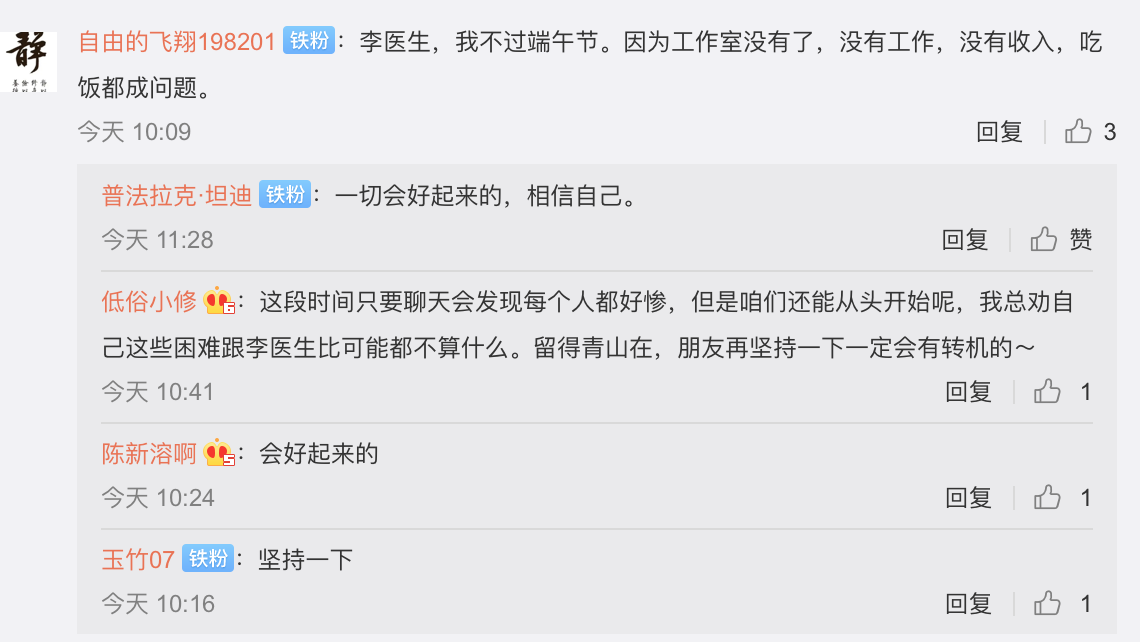 静
自由的飞翔198201 铁粉：李医生，我不过端午节。因为工作室没有了，没有工作，没有收入，吃
饭都成问题。
今天 10:09 回复 3
普法拉克·坦迪 铁粉：一切会好起来的，相信自己。
今天 11:28 回复 赞
低俗小修 6：这段时间只要聊天会发现每个人都好惨，但是咱们还能从头开始呢，我总劝自
己这些困难跟李医生比可能都不算什么。留得青山在，朋友再坚持一下一定会有转机的～
今天 10:41 回复 1
陈新溶啊 5：会好起来的
今天 10:24 回复 1
玉竹07 铁粉：坚持一下
今天 10:16 回复 1